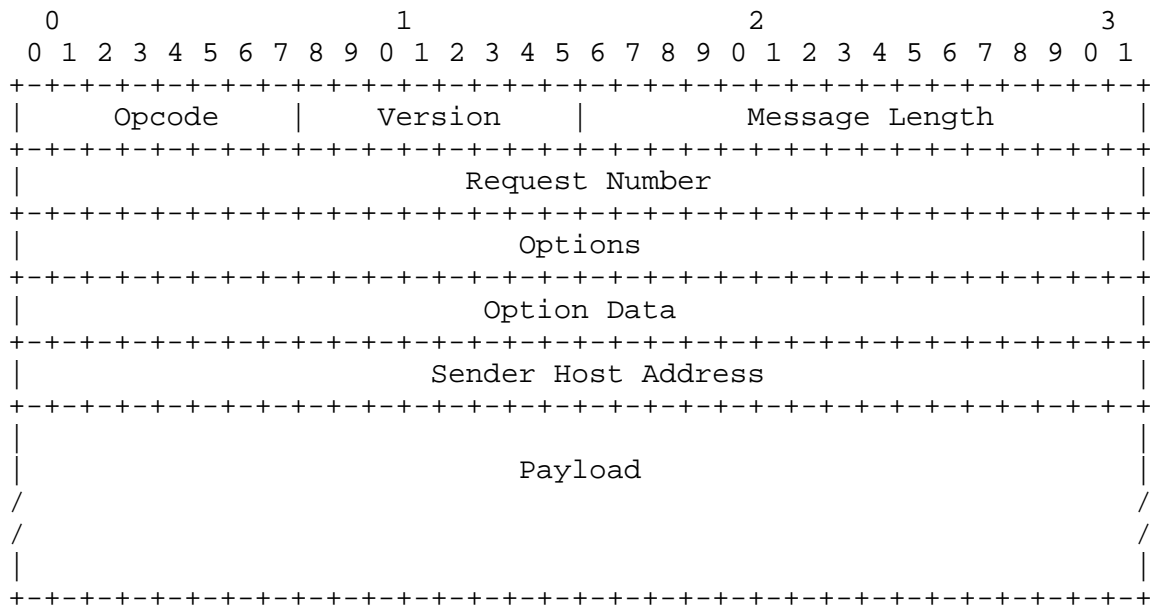 0                   1                   2                   3
0 1 2 3 4 5 6 7 8 9 0 1 2 3 4 5 6 7 8 9 0 1 2 3 4 5 6 7 8 9 0 1
+-+-+-+-+-+-+-+-+-+-+-+-+-+-+-+-+-+-+-+-+-+-+-+-+-+-+-+-+-+-+-+-+
|     Opcode    |    Version    |         Message Length        |
+-+-+-+-+-+-+-+-+-+-+-+-+-+-+-+-+-+-+-+-+-+-+-+-+-+-+-+-+-+-+-+-+
|                         Request Number                        |
+-+-+-+-+-+-+-+-+-+-+-+-+-+-+-+-+-+-+-+-+-+-+-+-+-+-+-+-+-+-+-+-+
|                            Options                            |
+-+-+-+-+-+-+-+-+-+-+-+-+-+-+-+-+-+-+-+-+-+-+-+-+-+-+-+-+-+-+-+-+
|                          Option Data                          |
+-+-+-+-+-+-+-+-+-+-+-+-+-+-+-+-+-+-+-+-+-+-+-+-+-+-+-+-+-+-+-+-+
|                       Sender Host Address                     |
+-+-+-+-+-+-+-+-+-+-+-+-+-+-+-+-+-+-+-+-+-+-+-+-+-+-+-+-+-+-+-+-+
|                                                               |
|                            Payload                            |
/                                                               /
/                                                               /
|                                                               |
+-+-+-+-+-+-+-+-+-+-+-+-+-+-+-+-+-+-+-+-+-+-+-+-+-+-+-+-+-+-+-+-+